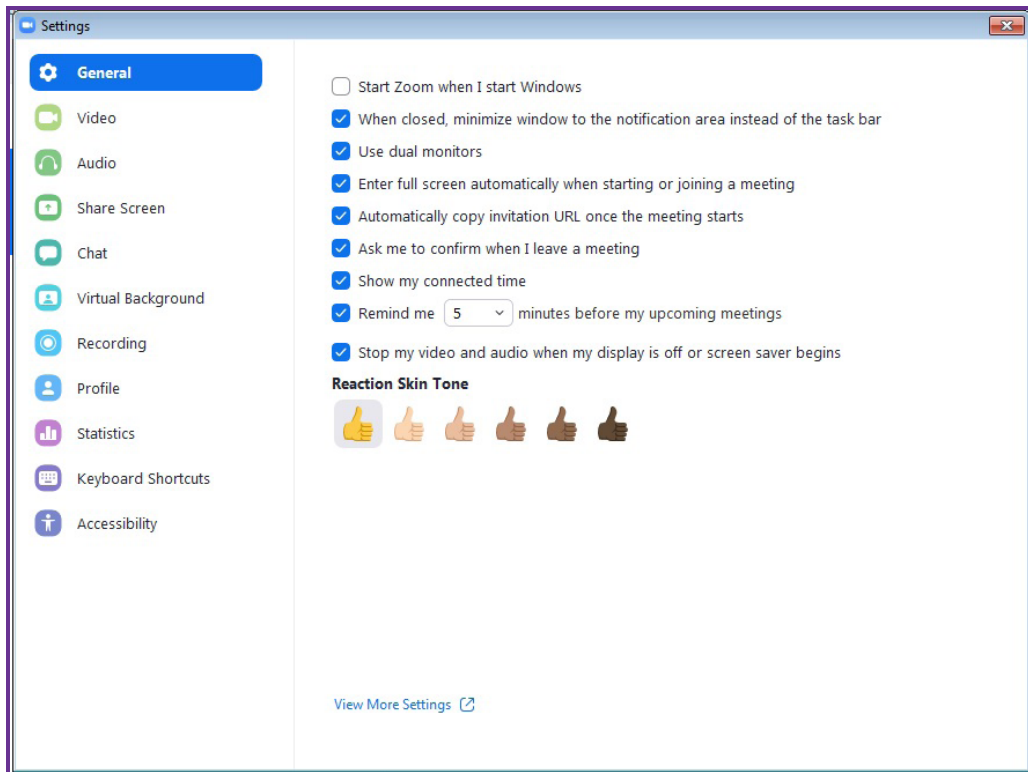 Settings
General
Video
Audio
Share Screen
Chat
Virtual Background
Recording
Profile
Statistics
Keyboard Shortcuts
Accessibility
Start Zoom when I start Windows
When closed, minimize window to the notification area instead of the task bar
Use dual monitors
Enter full screen automatically when starting or joining a meeting
Automatically copy invitation URL once the meeting starts
Ask me to confirm when I leave a meeting
Show my connected time
Remind me 5 minutes before my upcoming meetings
Stop my video and audio when my display is off or screen saver begins
Reaction Skin Tone
View More Settings